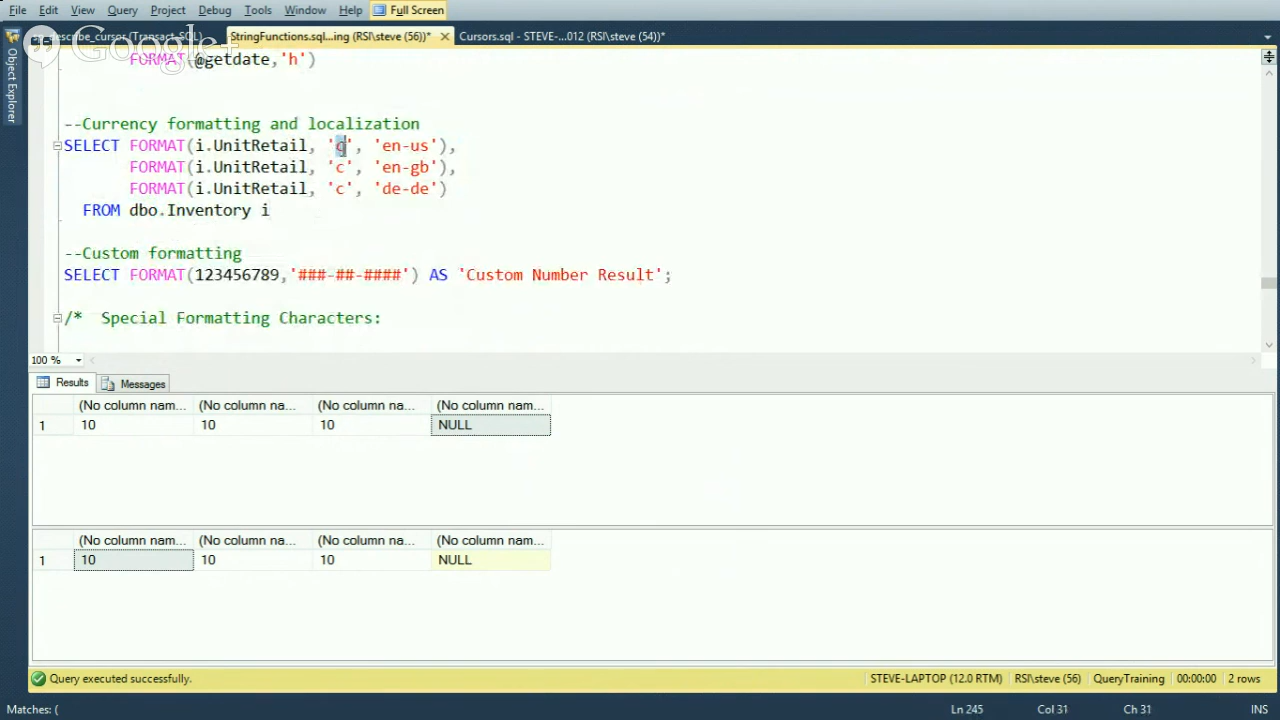 File Edit View Query Project Debug Tools Window Help Full Screen
sp_describe_cursor (Transact-SQL) StringFunctions.sql...ing (RSI\steve (56))* Cursors.sql - STEVE-...012 (RSI\steve (54))*
Google+
Object Explorer
FORMAT(@getdate,'h')
--Currency formatting and localization
SELECT FORMAT(i.UnitRetail, 'c', 'en-us'),
FORMAT(i.UnitRetail, 'c', 'en-gb'),
FORMAT(i.UnitRetail, 'c', 'de-de')
FROM dbo.Inventory i
--Custom formatting
SELECT FORMAT(123456789,'###-##-####') AS 'Custom Number Result';
/* Special Formatting Characters:
100 %
Results Messages
(No column nam... (No column na... (No column na... (No column nam...
1 10 10 10 NULL
(No column nam... (No column na... (No column na... (No column nam...
1 10 10 10 NULL
Query executed successfully. STEVE-LAPTOP (12.0 RTM) RSI\steve (56) QueryTraining 00:00:00 2 rows
Matches: ( Ln 245 Col 31 Ch 31 INS